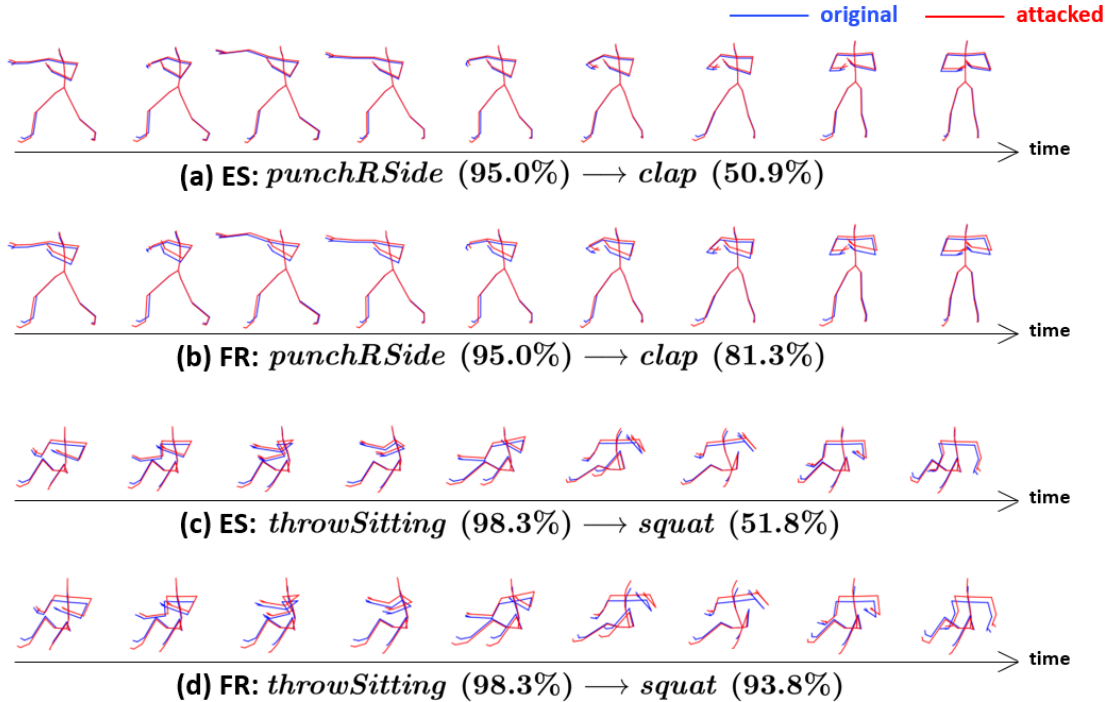 original attacked
time
(a) ES: punchRSide (95.0%) ⟶ clap (50.9%)
time
(b) FR: punchRSide (95.0%) ⟶ clap (81.3%)
time
(c) ES: throwSitting (98.3%) ⟶ squat (51.8%)
time
(d) FR: throwSitting (98.3%) ⟶ squat (93.8%)